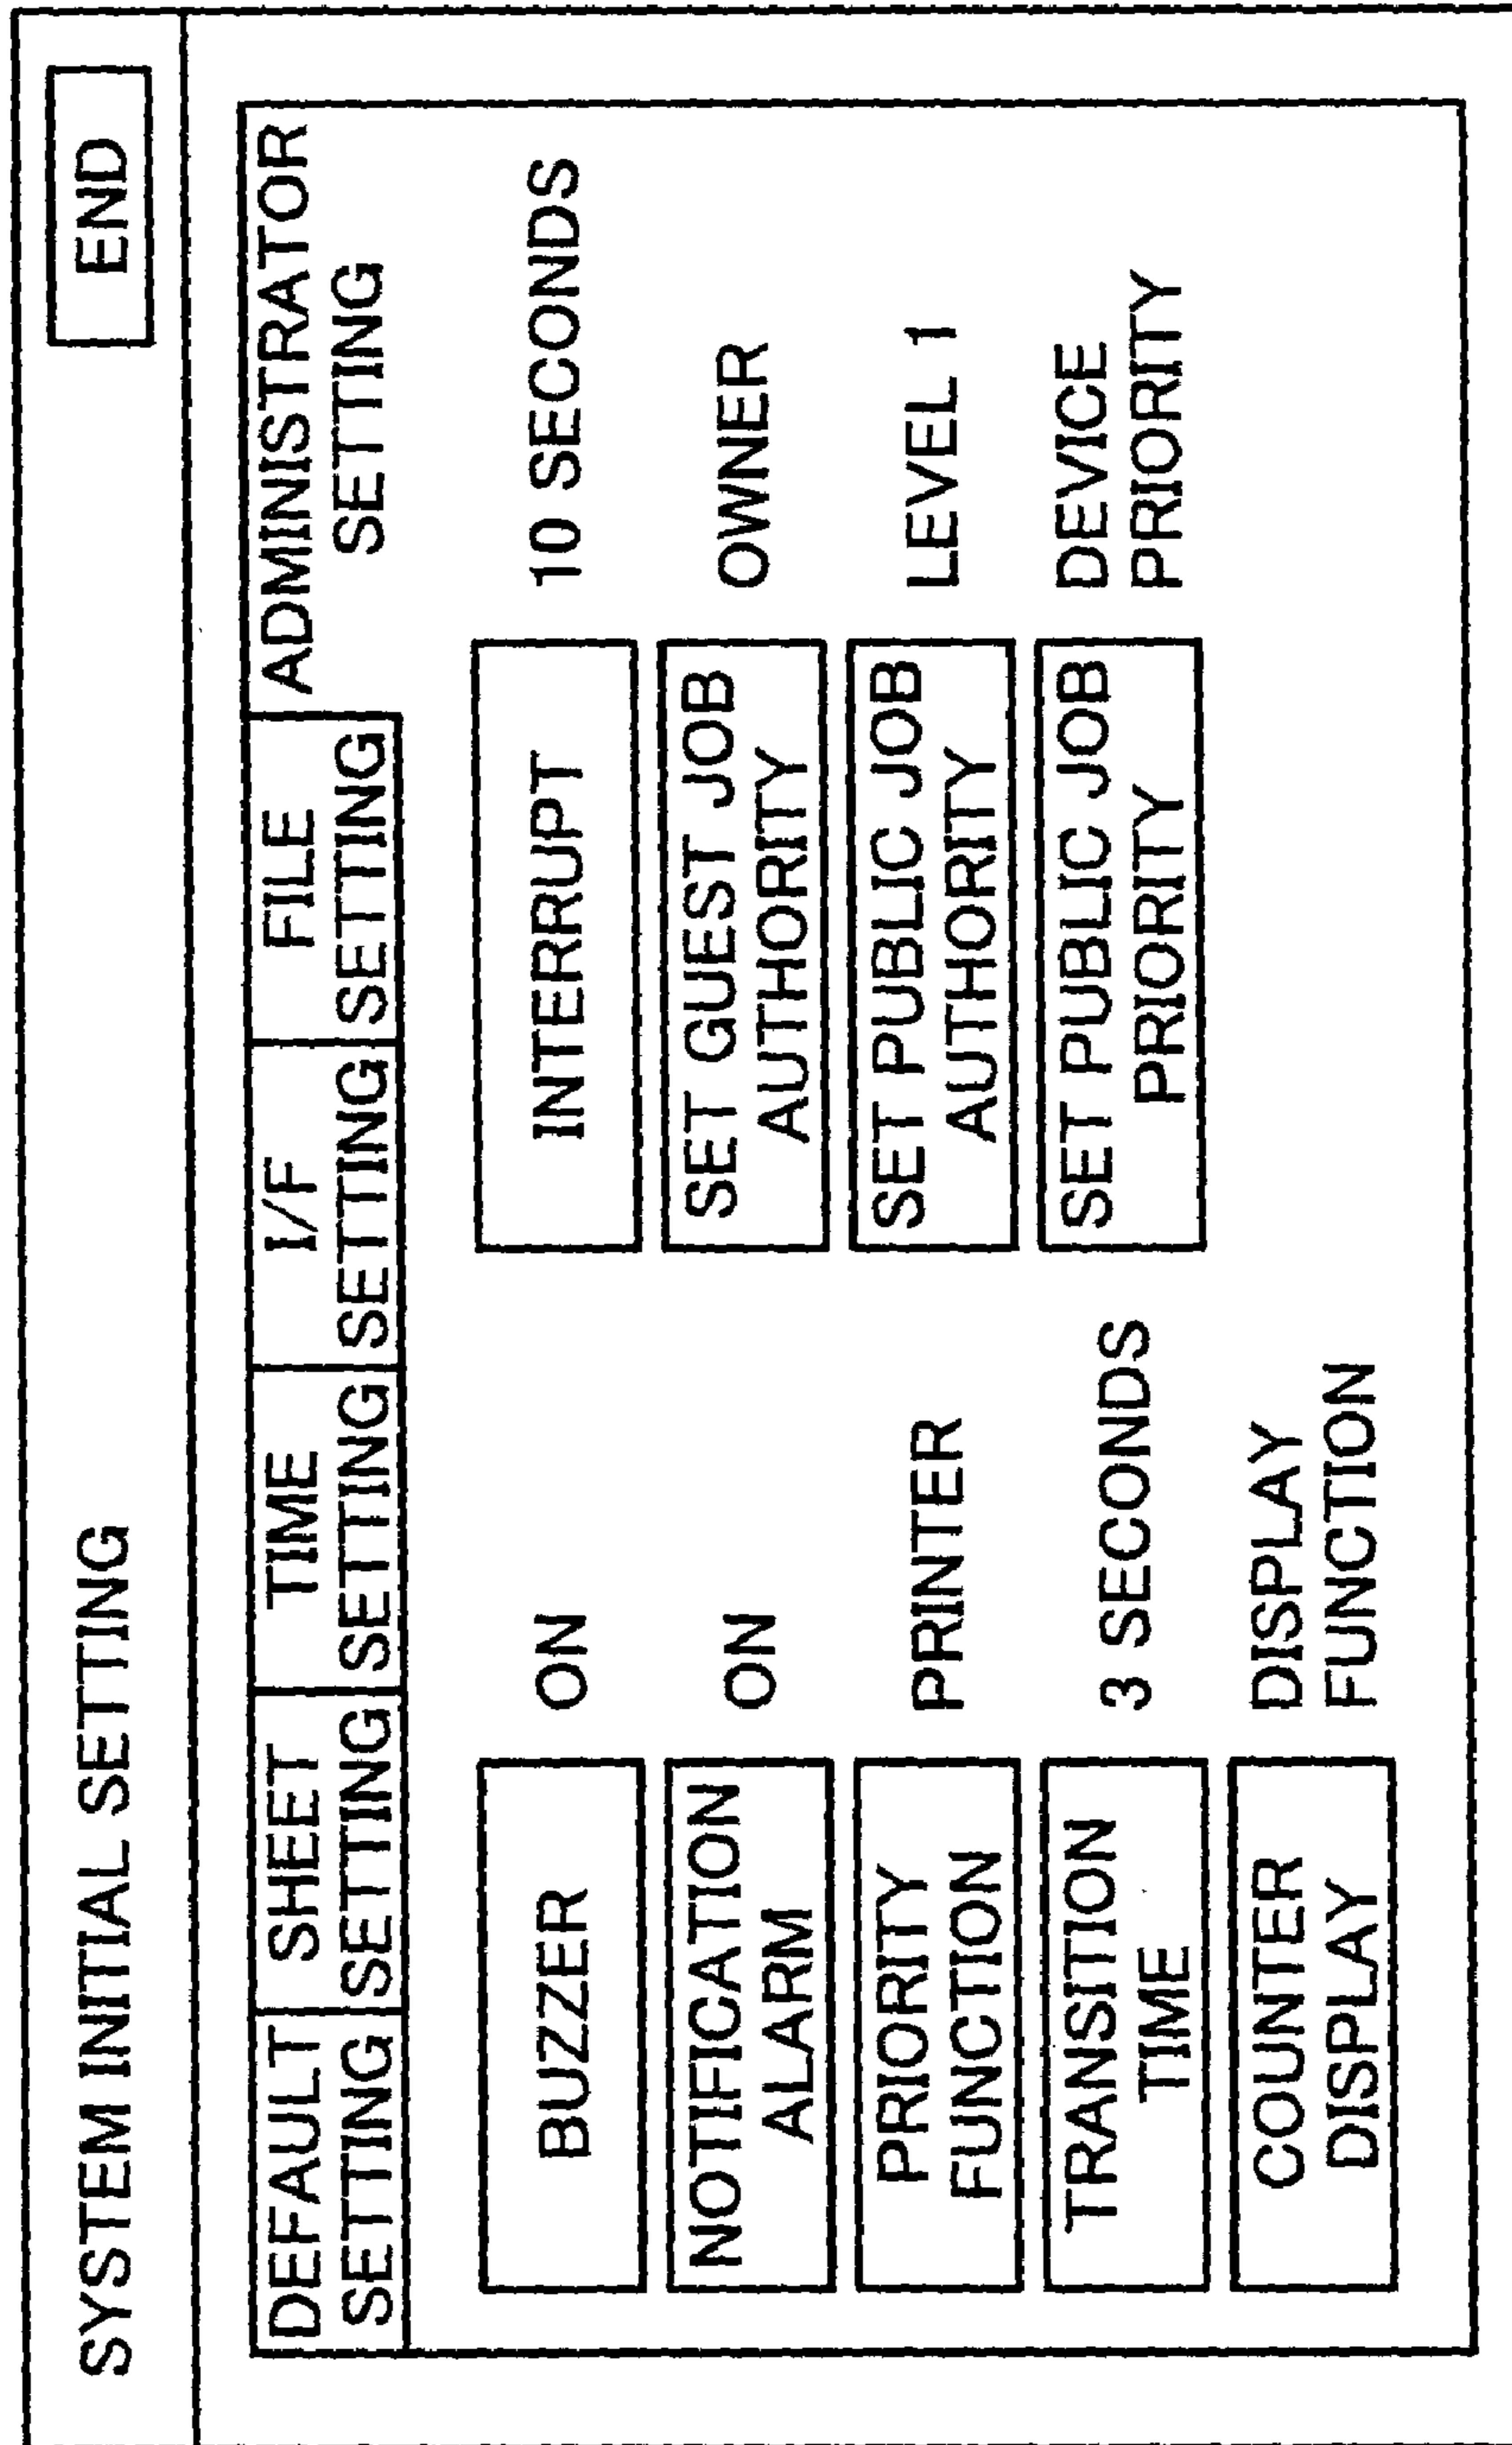 SYSTEM INITIAL SETTING
END
DEFAULT
SETTING
SHEET
SETTING
TIME
SETTING
I/F
SETTING
FILE
SETTING
ADMINISTRATOR
SETTING
BUZZER
ON
INTERRUPT
10 SECONDS
NOTIFICATION
ALARM
ON
SET GUEST JOB
AUTHORITY
OWNER
PRIORITY
FUNCTION
PRINTER
SET PUBLIC JOB
AUTHORITY
LEVEL 1
TRANSITION
TIME
3 SECONDS
SET PUBLIC JOB
PRIORITY
DEVICE
PRIORITY
COUNTER
DISPLAY
DISPLAY
FUNCTION